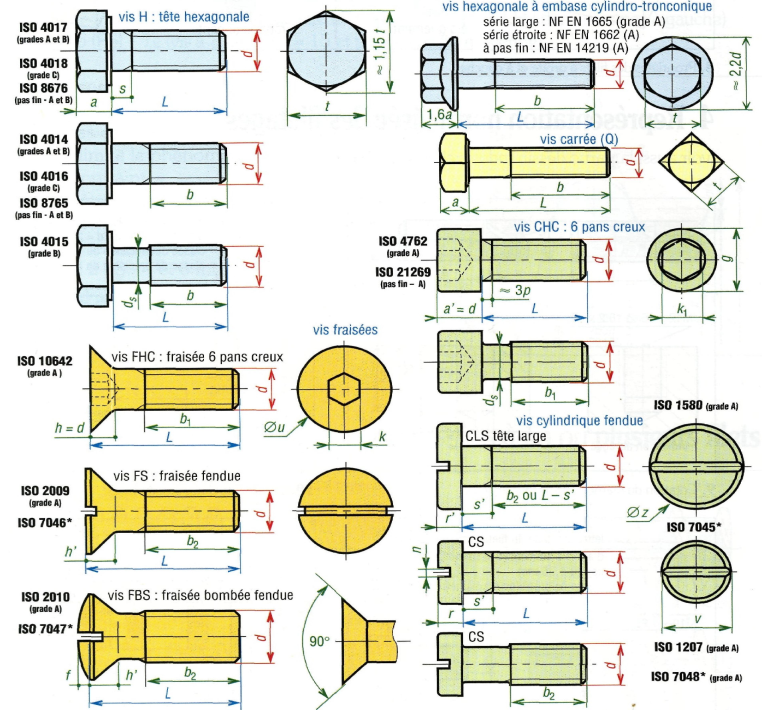 vis H : tête hexagonale
ISO 4017
(grades A et B)
ISO 4018
(grade C)
ISO 8676
(pas fin - A et B)
a
s
L
d
≈ 1,15 t
t
ISO 4014
(grades A et B)
ISO 4016
(grade C)
ISO 8765
(pas fin - A et B)
b
L
d
ISO 4015
(grade B)
ds
b
L
d
vis hexagonale à embase cylindro-tronconique
série large : NF EN 1665 (grade A)
série étroite : NF EN 1662 (A)
à pas fin : NF EN 14219 (A)
1,6a
b
L
d
t
≈ 2,2d
vis carrée (Q)
a
b
L
d
t
vis CHC : 6 pans creux
ISO 4762
(grade A)
ISO 21269
(pas fin – A)
a' = d
≈ 3p
L
d
k1
g
ds
b1
d
vis fraisées
ISO 10642
(grade A )
vis FHC : fraisée 6 pans creux
h = d
b1
L
d
Øu
k
ISO 2009
(grade A)
ISO 7046*
vis FS : fraisée fendue
h'
b2
L
d
ISO 2010
(grade A)
ISO 7047*
vis FBS : fraisée bombée fendue
f
h'
b2
L
d
90°
vis cylindrique fendue
CLS tête large
ISO 1580 (grade A)
r'
s'
b2 ou L – s'
L
d
Øz
ISO 7045*
CS
n
r
s'
L
d
v
CS
b2
d
ISO 1207 (grade A)
ISO 7048* (grade A)